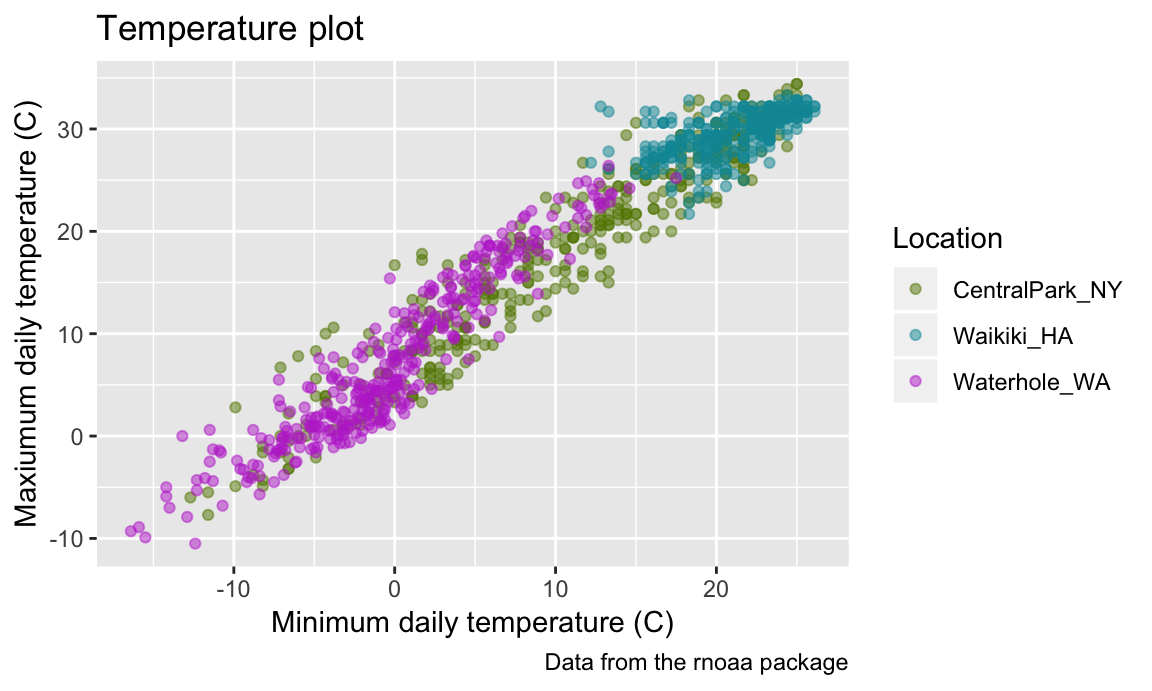 Temperature plot
Maxiumum daily temperature (C)
30
20
10
0
-10
-10 0 10 20
Minimum daily temperature (C)
Data from the rnoaa package
Location
CentralPark_NY
Waikiki_HA
Waterhole_WA